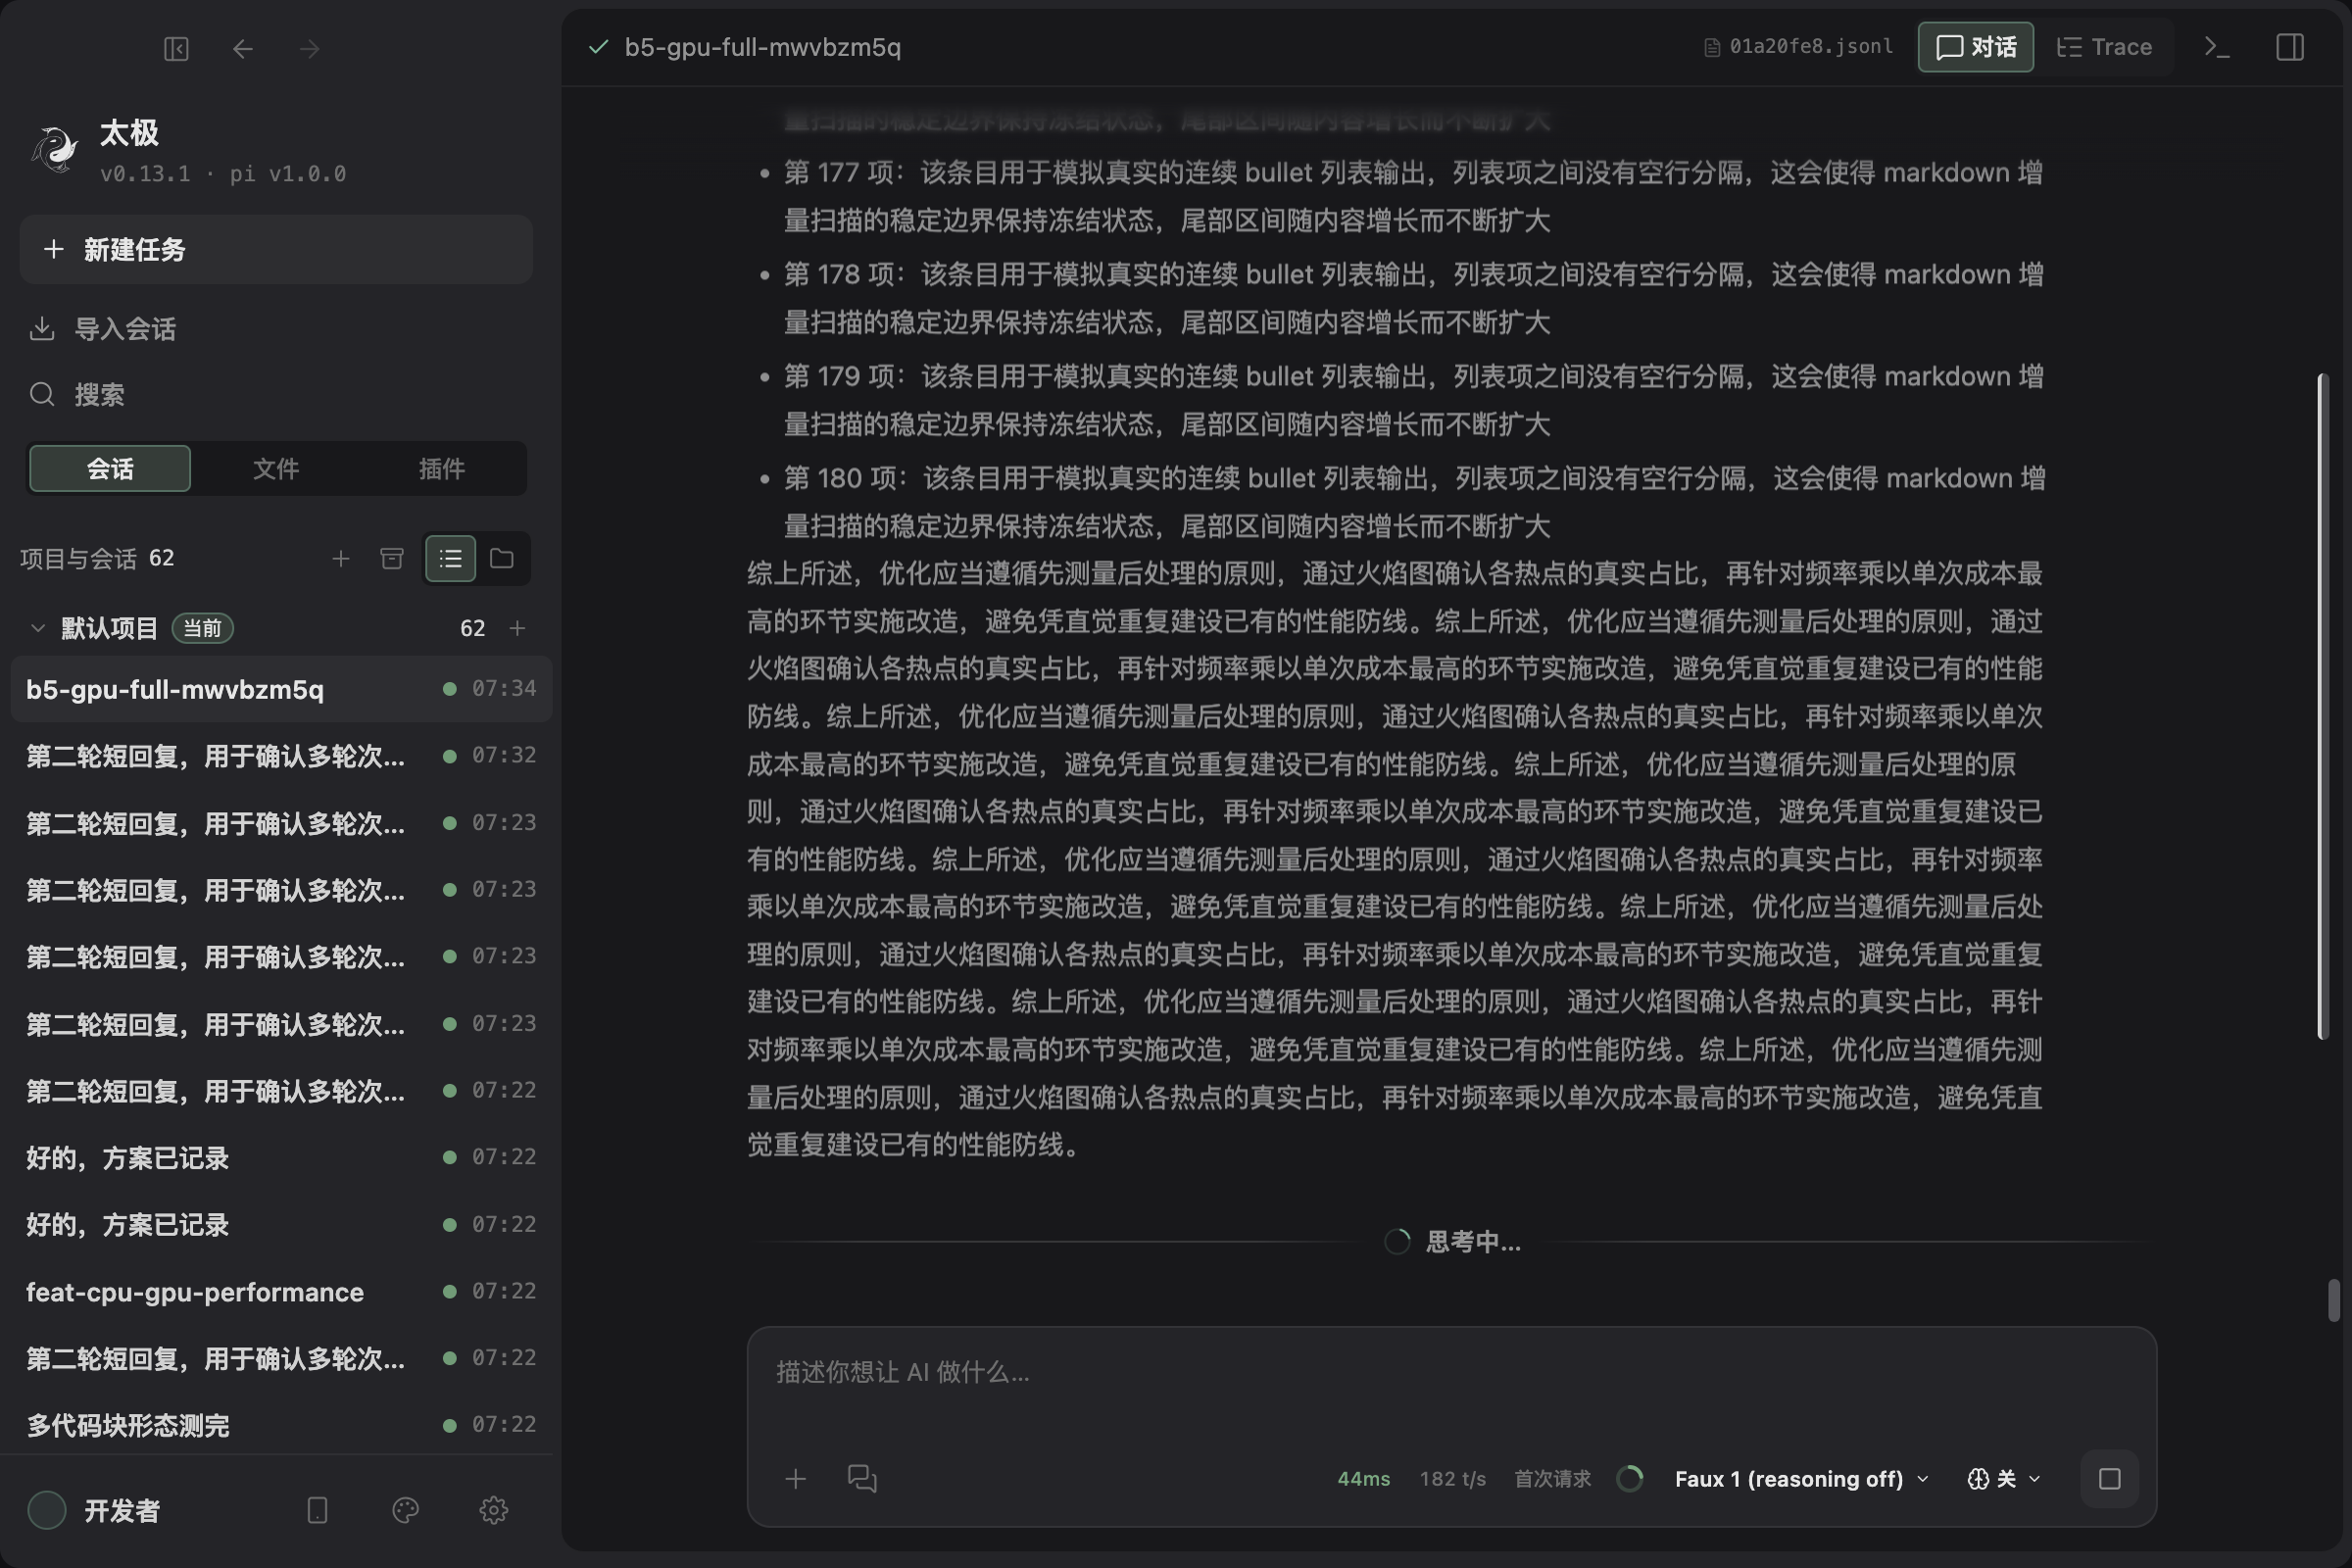 太极
v0.13.1 · pi v1.0.0
新建任务
导入会话
搜索
会话 文件 插件
项目与会话 62
默认项目 当前 62
b5-gpu-full-mwvbzm5q 07:34
第二轮短回复，用于确认多轮次... 07:32
第二轮短回复，用于确认多轮次... 07:23
第二轮短回复，用于确认多轮次... 07:23
第二轮短回复，用于确认多轮次... 07:23
第二轮短回复，用于确认多轮次... 07:23
第二轮短回复，用于确认多轮次... 07:22
好的，方案已记录 07:22
好的，方案已记录 07:22
feat-cpu-gpu-performance 07:22
第二轮短回复，用于确认多轮次... 07:22
多代码块形态测完 07:22
开发者
b5-gpu-full-mwvbzm5q
01a20fe8.jsonl 对话 Trace
量扫描的稳定边界保持冻结状态，尾部区间随内容增长而不断扩大
• 第 177 项：该条目用于模拟真实的连续 bullet 列表输出，列表项之间没有空行分隔，这会使得 markdown 增
量扫描的稳定边界保持冻结状态，尾部区间随内容增长而不断扩大
• 第 178 项：该条目用于模拟真实的连续 bullet 列表输出，列表项之间没有空行分隔，这会使得 markdown 增
量扫描的稳定边界保持冻结状态，尾部区间随内容增长而不断扩大
• 第 179 项：该条目用于模拟真实的连续 bullet 列表输出，列表项之间没有空行分隔，这会使得 markdown 增
量扫描的稳定边界保持冻结状态，尾部区间随内容增长而不断扩大
• 第 180 项：该条目用于模拟真实的连续 bullet 列表输出，列表项之间没有空行分隔，这会使得 markdown 增
量扫描的稳定边界保持冻结状态，尾部区间随内容增长而不断扩大
综上所述，优化应当遵循先测量后处理的原则，通过火焰图确认各热点的真实占比，再针对频率乘以单次成本最
高的环节实施改造，避免凭直觉重复建设已有的性能防线。综上所述，优化应当遵循先测量后处理的原则，通过
火焰图确认各热点的真实占比，再针对频率乘以单次成本最高的环节实施改造，避免凭直觉重复建设已有的性能
防线。综上所述，优化应当遵循先测量后处理的原则，通过火焰图确认各热点的真实占比，再针对频率乘以单次
成本最高的环节实施改造，避免凭直觉重复建设已有的性能防线。综上所述，优化应当遵循先测量后处理的原
则，通过火焰图确认各热点的真实占比，再针对频率乘以单次成本最高的环节实施改造，避免凭直觉重复建设已
有的性能防线。综上所述，优化应当遵循先测量后处理的原则，通过火焰图确认各热点的真实占比，再针对频率
乘以单次成本最高的环节实施改造，避免凭直觉重复建设已有的性能防线。综上所述，优化应当遵循先测量后处
理的原则，通过火焰图确认各热点的真实占比，再针对频率乘以单次成本最高的环节实施改造，避免凭直觉重复
建设已有的性能防线。综上所述，优化应当遵循先测量后处理的原则，通过火焰图确认各热点的真实占比，再针
对频率乘以单次成本最高的环节实施改造，避免凭直觉重复建设已有的性能防线。综上所述，优化应当遵循先测
量后处理的原则，通过火焰图确认各热点的真实占比，再针对频率乘以单次成本最高的环节实施改造，避免凭直
觉重复建设已有的性能防线。
思考中...
描述你想让 AI 做什么...
44ms 182 t/s 首次请求 Faux 1 (reasoning off) 关